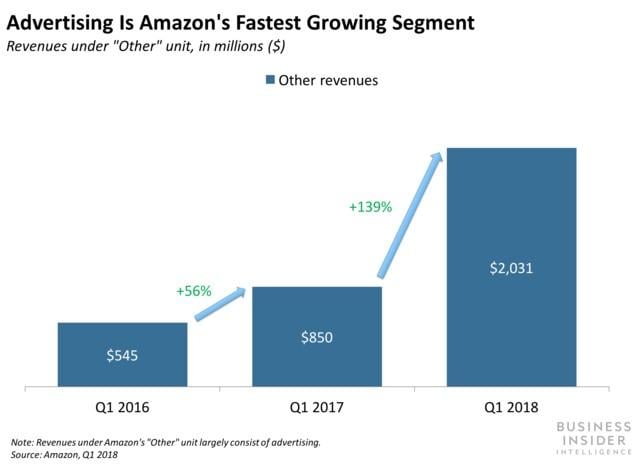 Advertising Is Amazon's Fastest Growing Segment
Revenues under "Other" unit, in millions ($)
Other revenues
+139%
$2,031
+56%
$850
$545
Q1 2016 Q1 2017 Q1 2018
Note: Revenues under Amazon's "Other" unit largely consist of advertising.
Source: Amazon, Q1 2018
BUSINESS
INSIDER
INTELLIGENCE